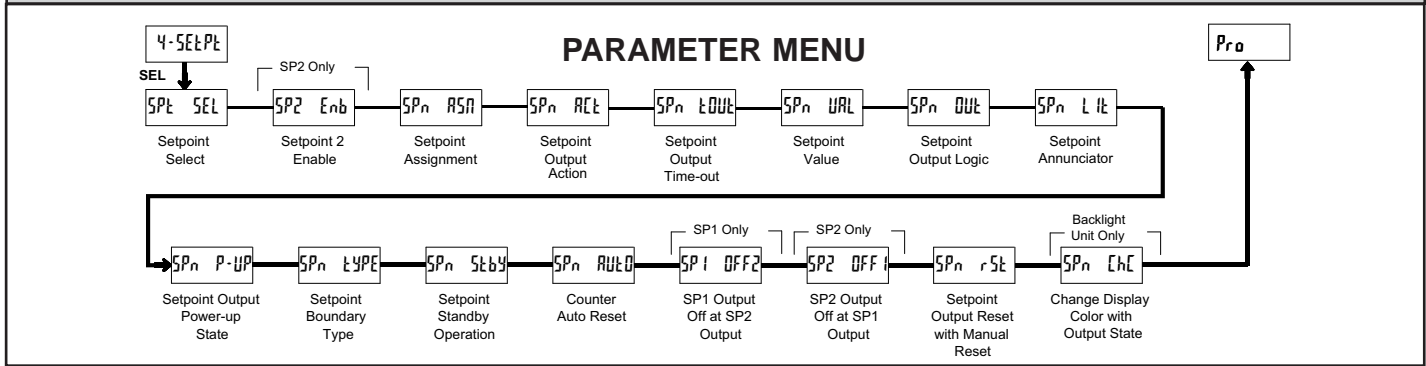 PARAMETER MENU
4-SEtPt
Pro
SEL
SP2 Only
SPt SEL
SP2 Enb
SPn ASN
SPn ACt
SPn tOUt
SPn VAL
SPn OUt
SPn LIt
Setpoint
Select
Setpoint 2
Enable
Setpoint
Assignment
Setpoint
Output
Action
Setpoint
Output
Time-out
Setpoint
Value
Setpoint
Output Logic
Setpoint
Annunciator
SP1 Only
SP2 Only
Backlight
Unit Only
SPn P-UP
SPn tYPE
SPn Stby
SPn AUtO
SP1 OFF2
SP2 OFF1
SPn rSt
SPn ChC
Setpoint Output
Power-up
State
Setpoint
Boundary
Type
Setpoint
Standby
Operation
Counter
Auto Reset
SP1 Output
Off at SP2
Output
SP2 Output
Off at SP1
Output
Setpoint
Output Reset
with Manual
Reset
Change Display
Color with
Output State